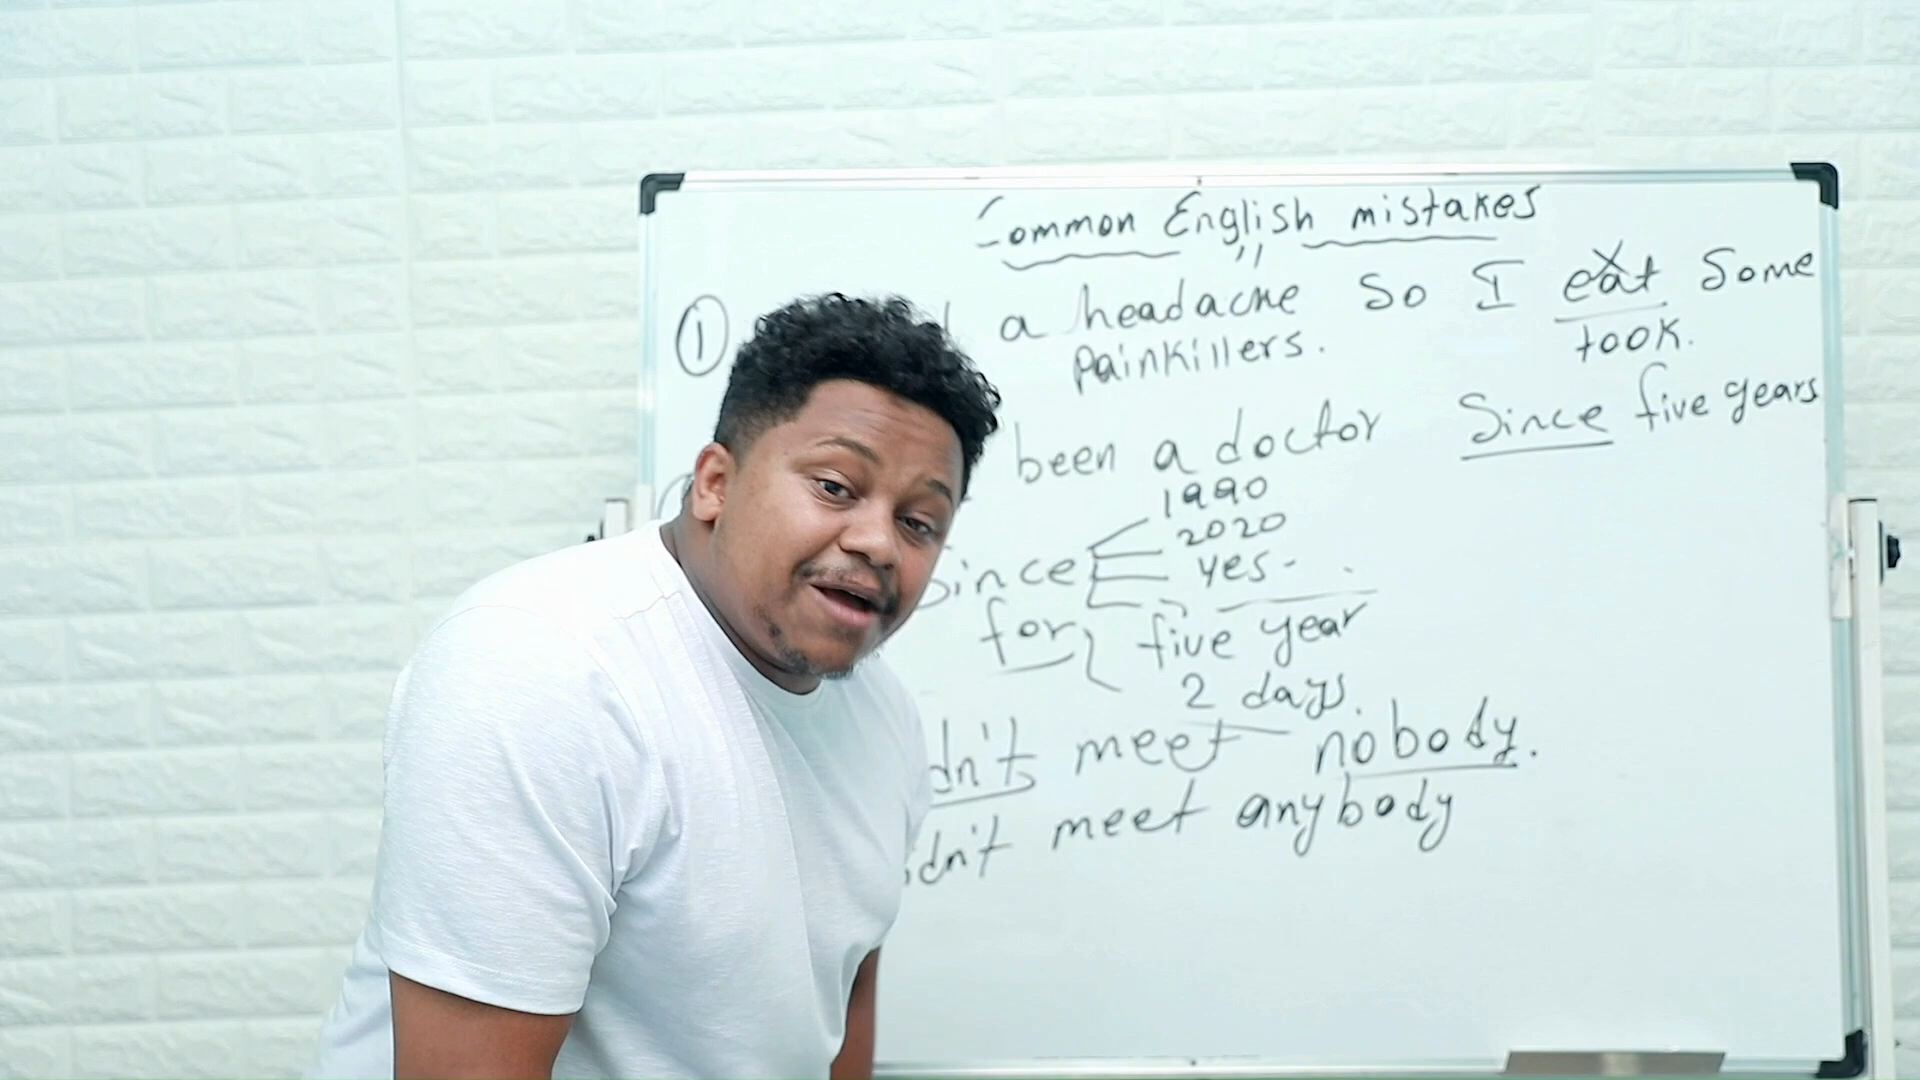 Common English mistakes
① a headache so I eat some
took.
painkillers.
been a doctor since five years
1990
2020
since yes-
for five year
2 days.
dn't meet nobody.
idn't meet anybody